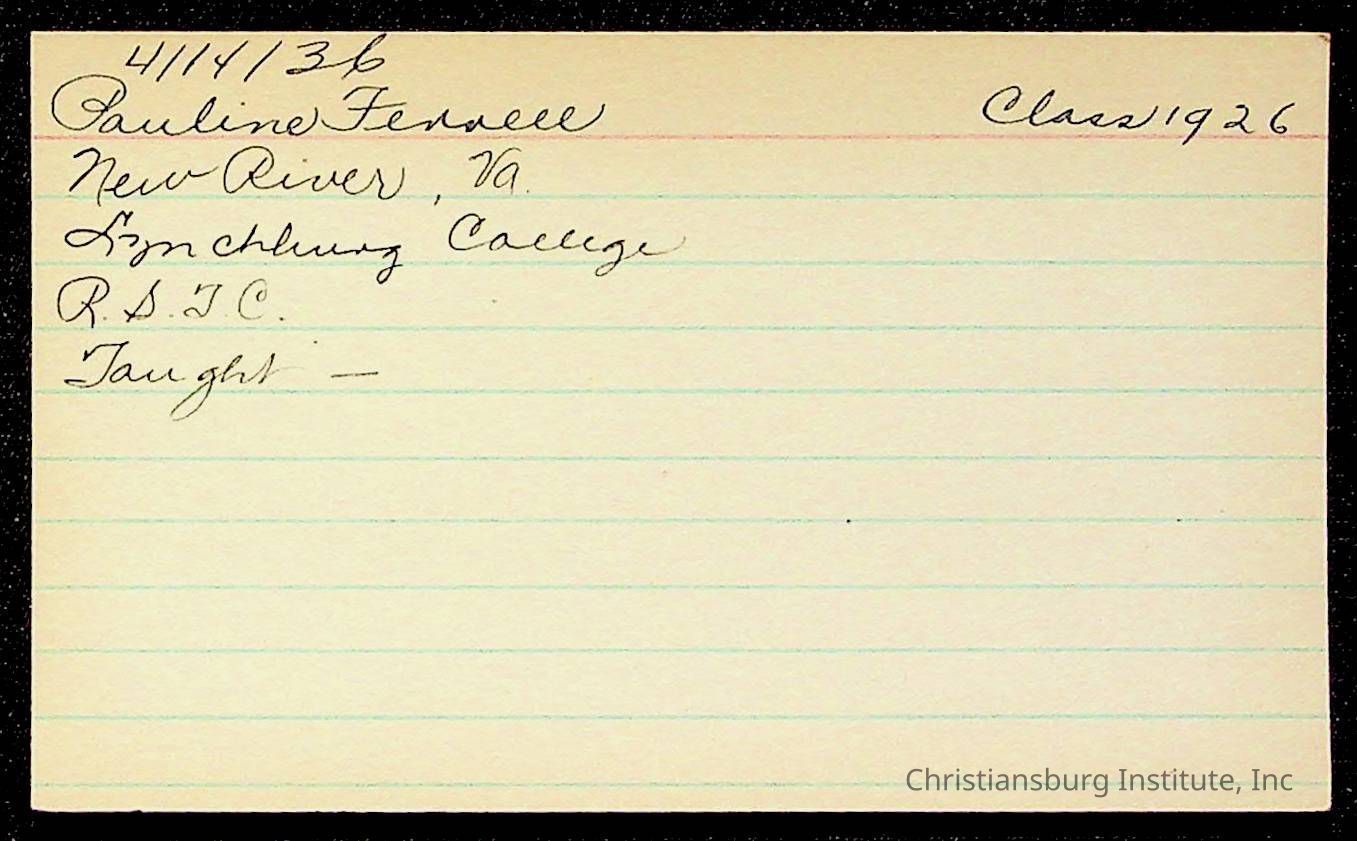 4/14/36
Pauline Ferrell Class 1926
New River, Va.
Lynchburg College
R.S.T.C.
Taught —
Christiansburg Institute, Inc